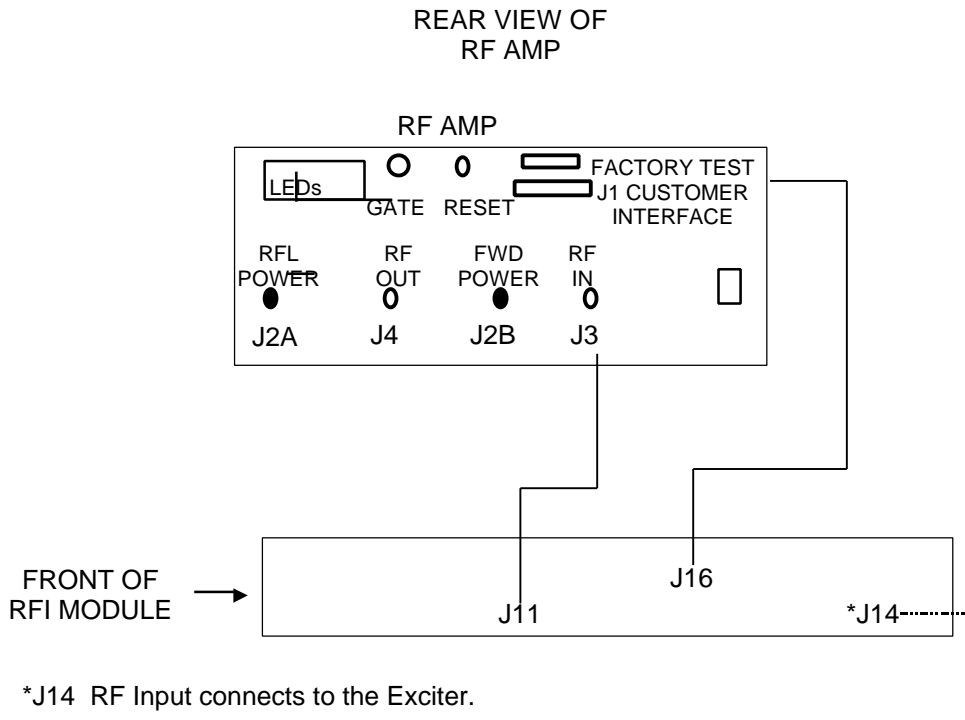 REAR VIEW OF
RF AMP
RF AMP
LEDs
GATE
RESET
FACTORY TEST
J1 CUSTOMER
INTERFACE
RFL
POWER
RF
OUT
FWD
POWER
RF
IN
J2A
J4
J2B
J3
FRONT OF
RFI MODULE
J11
J16
*J14
*J14 RF Input connects to the Exciter.